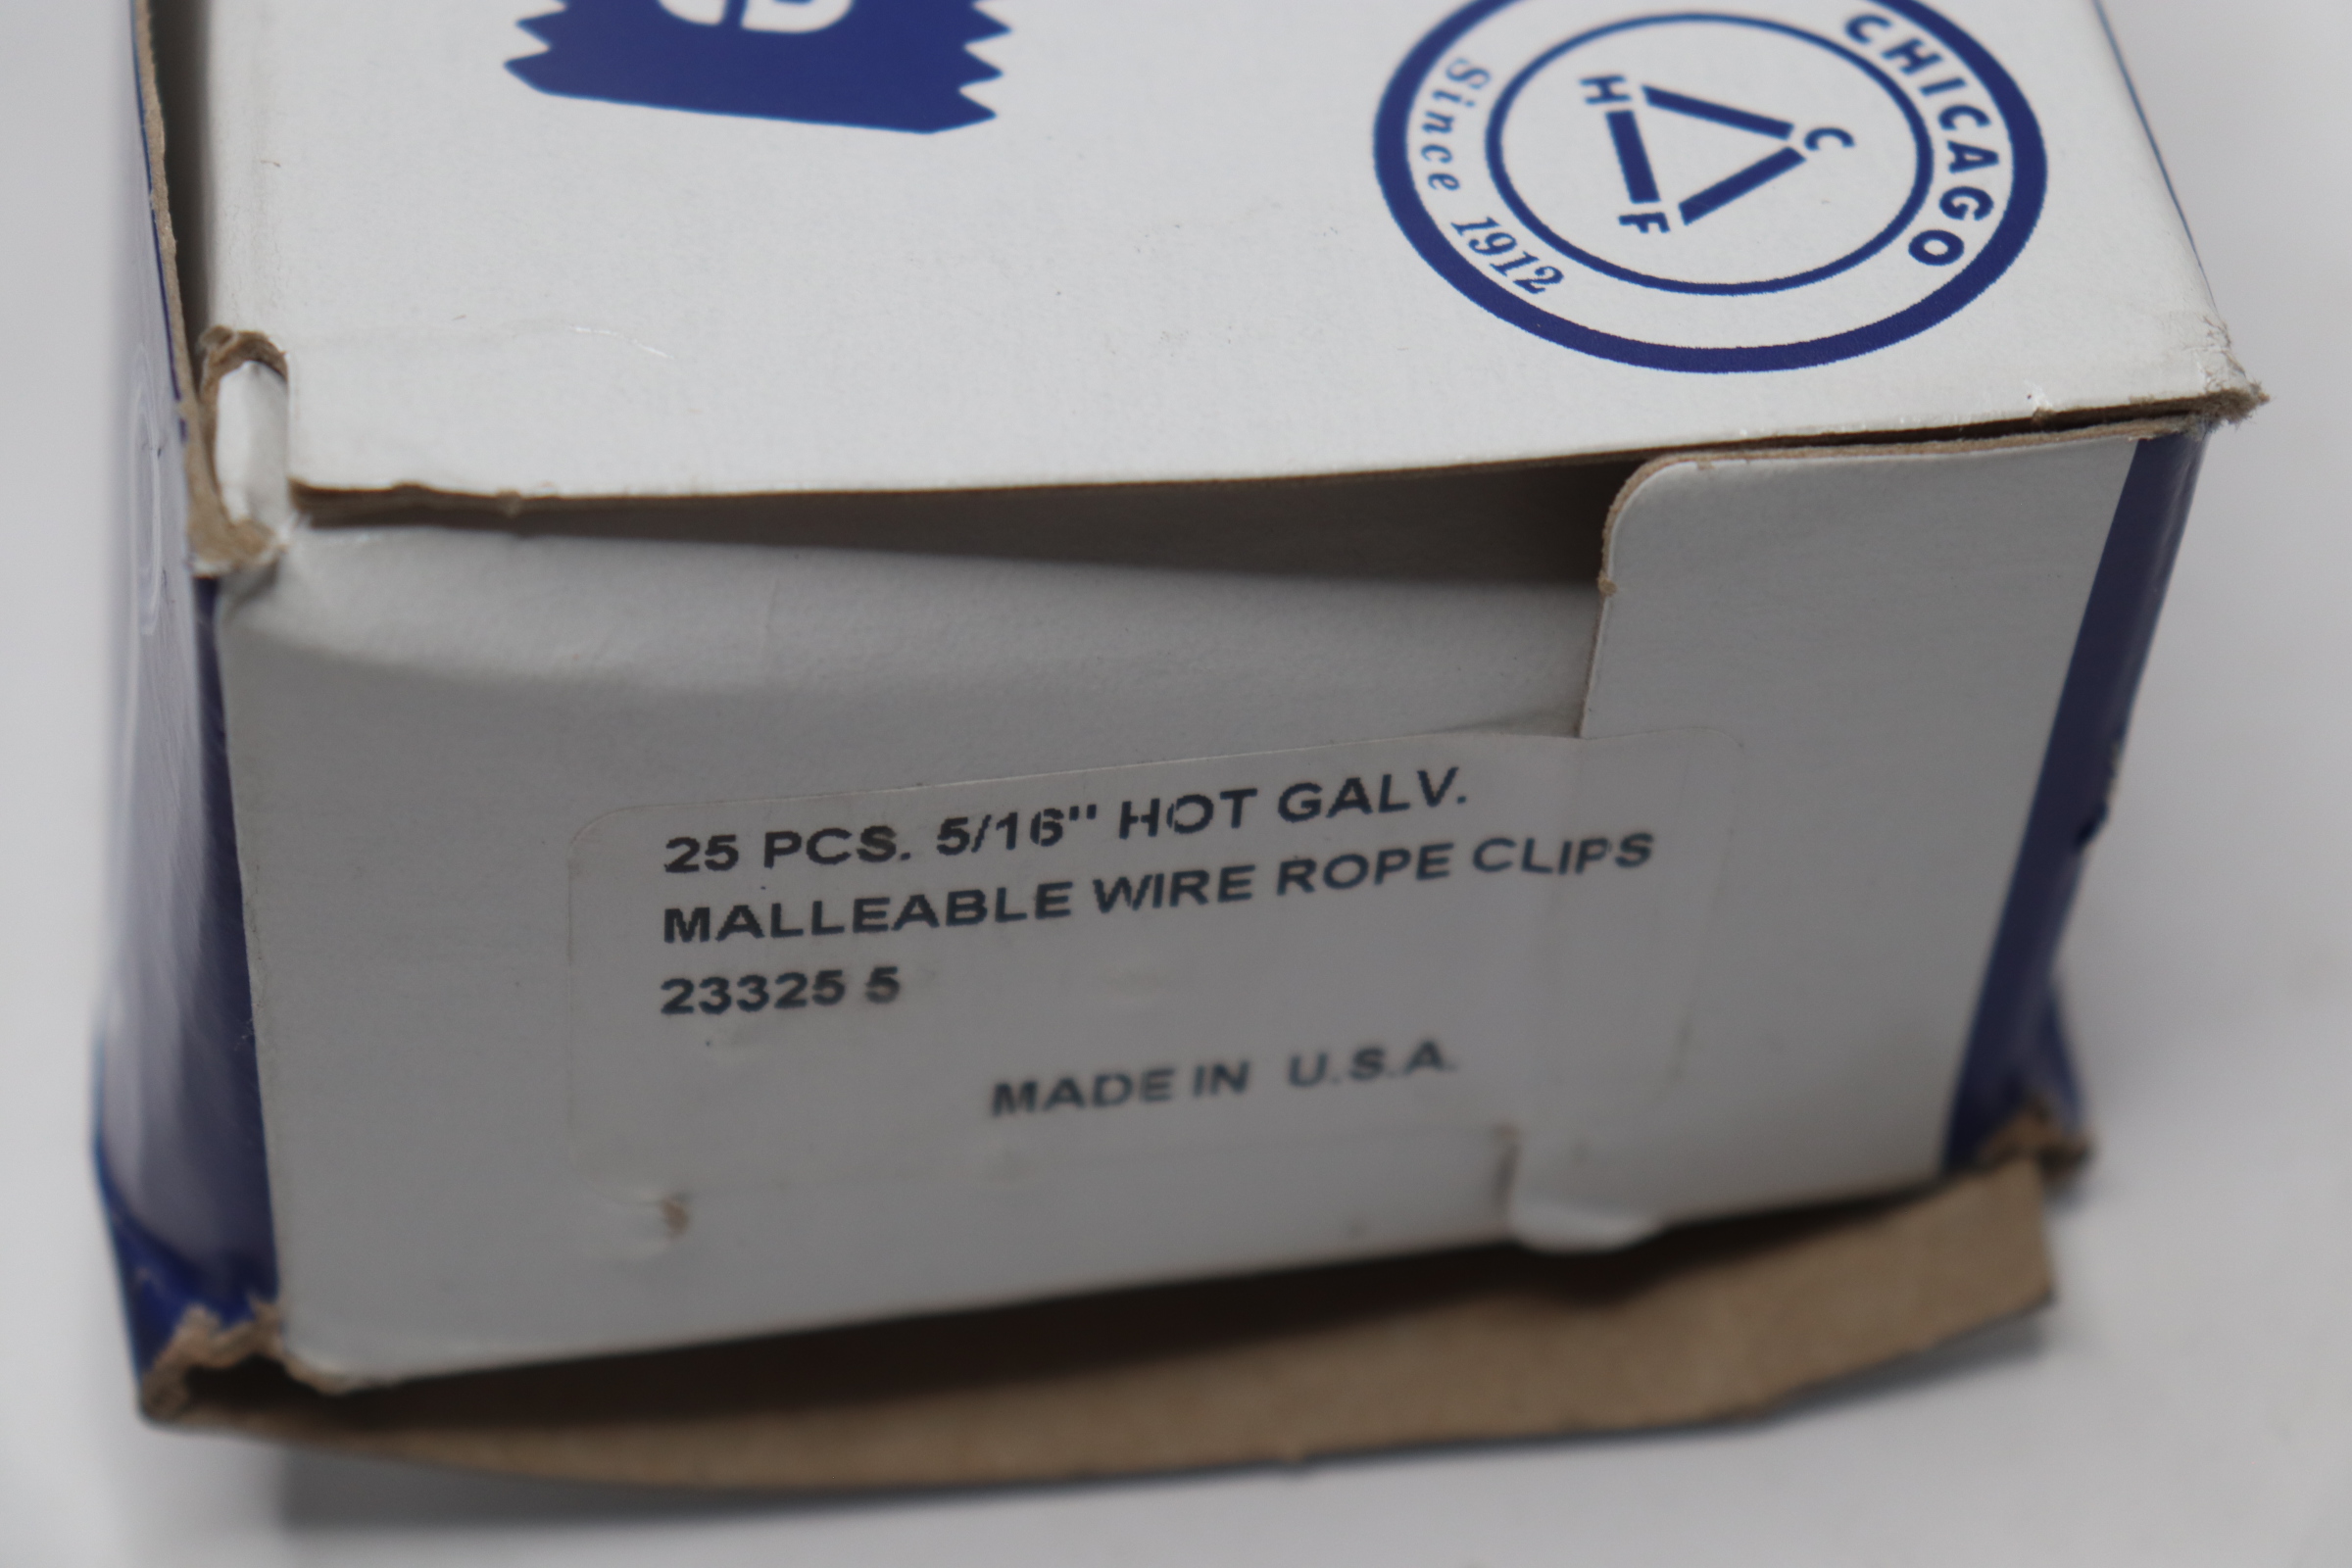 CHICAGO
C
H F
Since 1912
25 PCS. 5/16" HOT GALV.
MALLEABLE WIRE ROPE CLIPS
23325 5
MADE IN U.S.A.